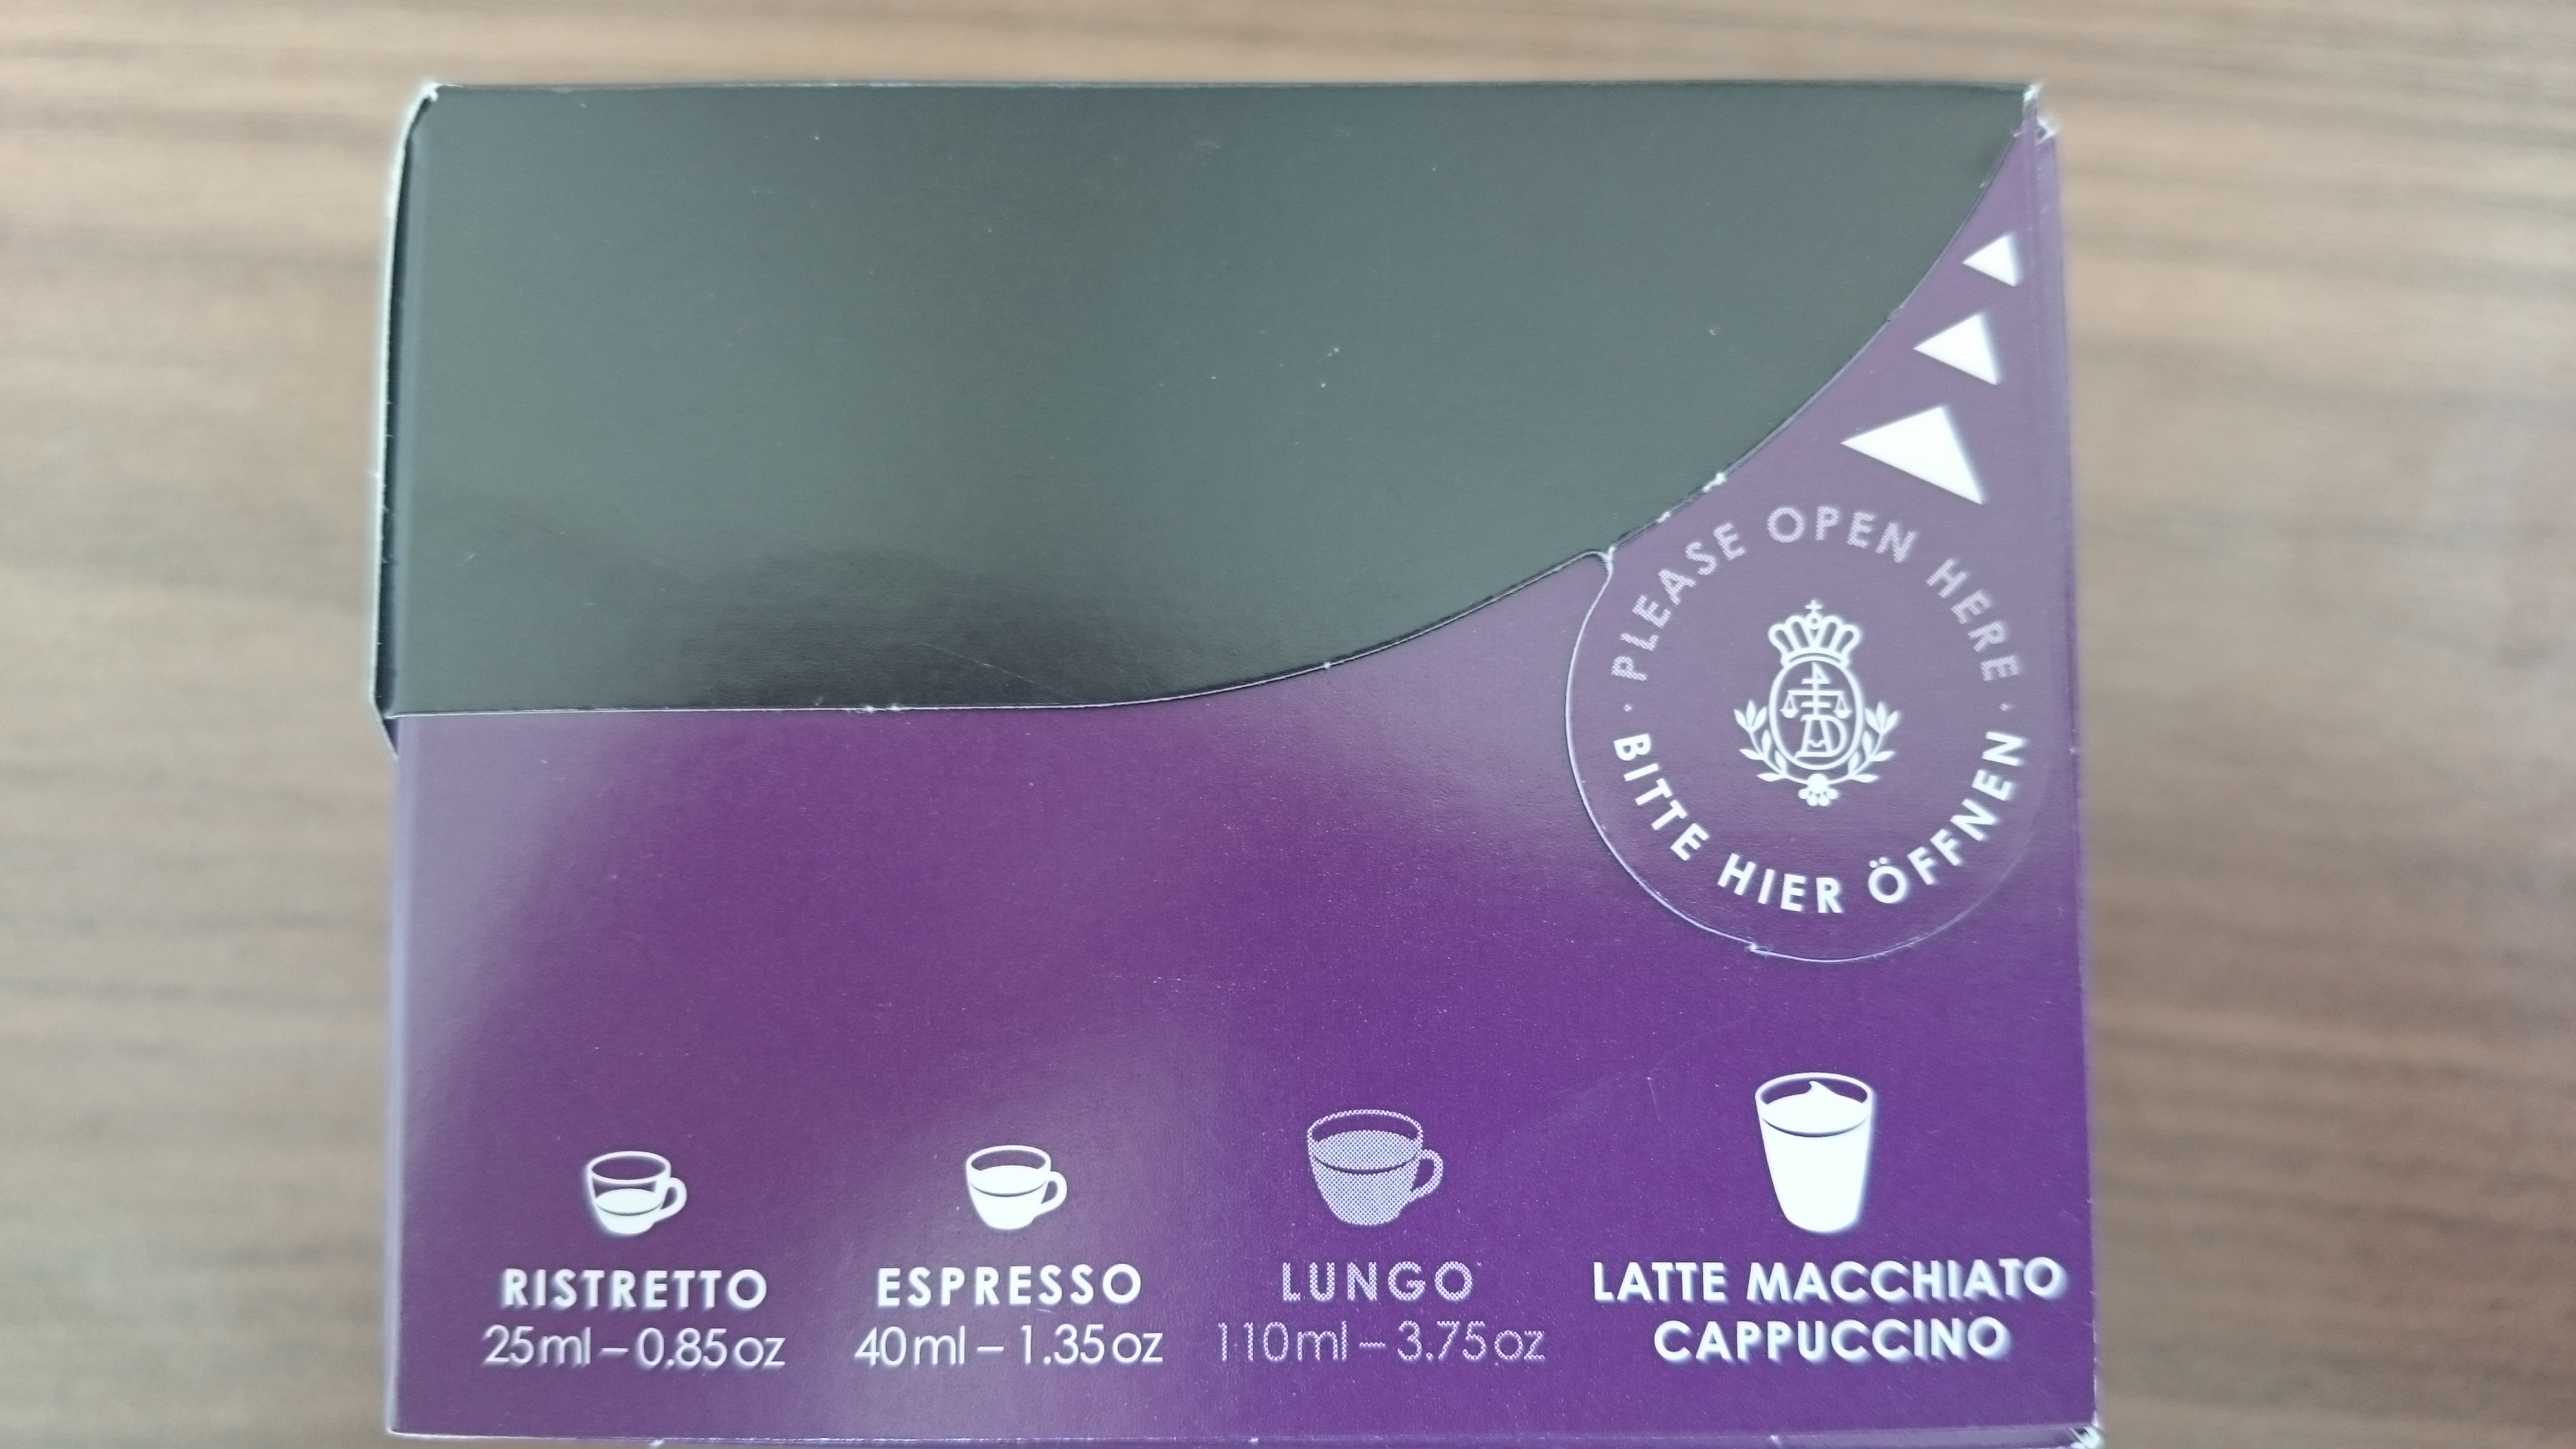 PLEASE OPEN HERE
BITTE HIER ÖFFNEN
RISTRETTO
25ml – 0.85oz
ESPRESSO
40ml – 1.35oz
LUNGO
110ml – 3.75oz
LATTE MACCHIATO
CAPPUCCINO